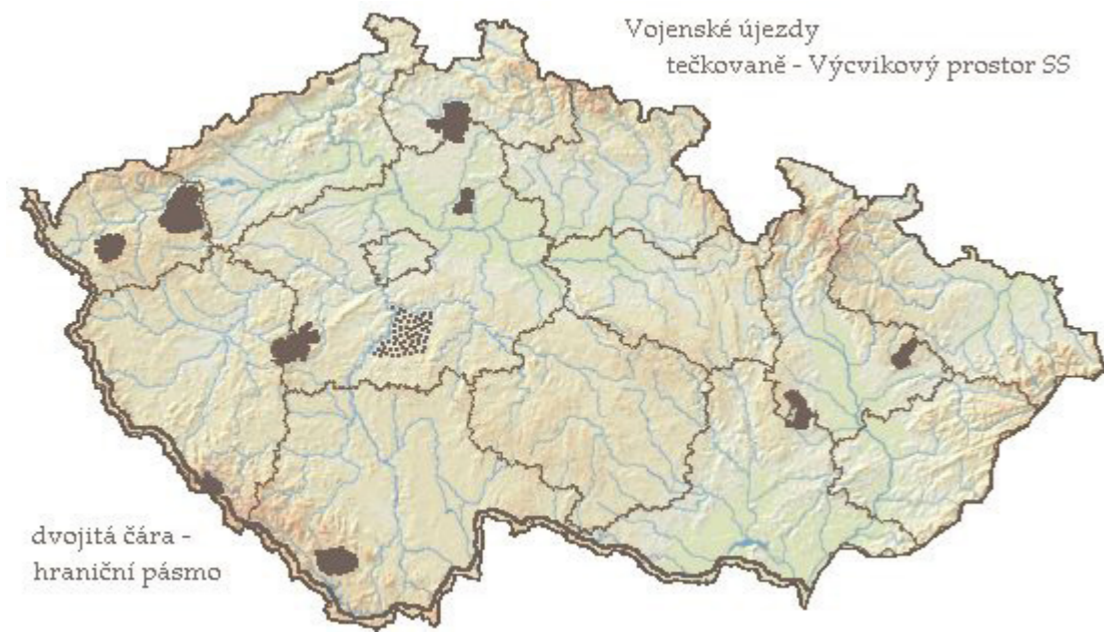 Vojenské újezdy
tečkovaně - Výcvikový prostor SS
dvojitá čára -
hraniční pásmo